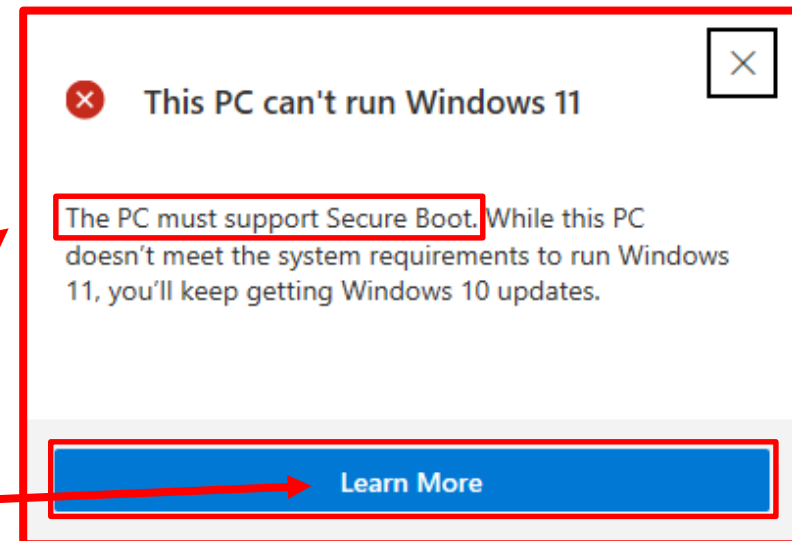 This PC can't run Windows 11
The PC must support Secure Boot. While this PC
doesn’t meet the system requirements to run Windows
11, you’ll keep getting Windows 10 updates.
Learn More